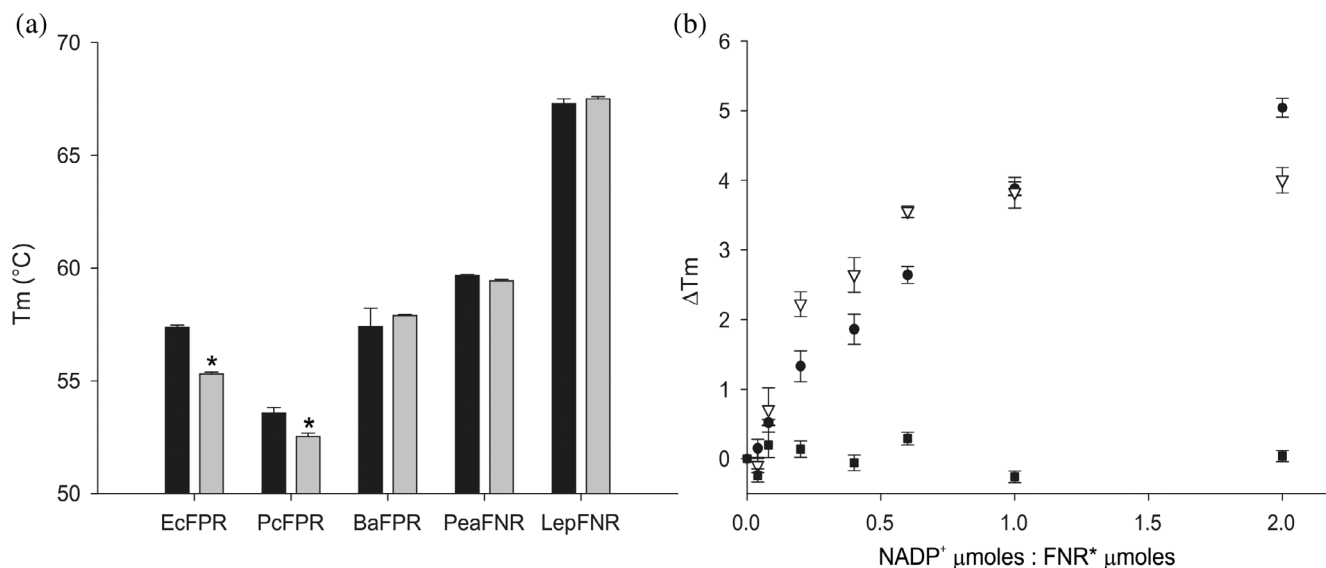 (a)
70
65
60
55
50
Tm (°C)
*
*
EcFPR PcFPR BaFPR PeaFNR LepFNR
(b)
6
5
4
3
2
1
0
ΔTm
0.0 0.5 1.0 1.5 2.0
NADP⁺ μmoles : FNR* μmoles